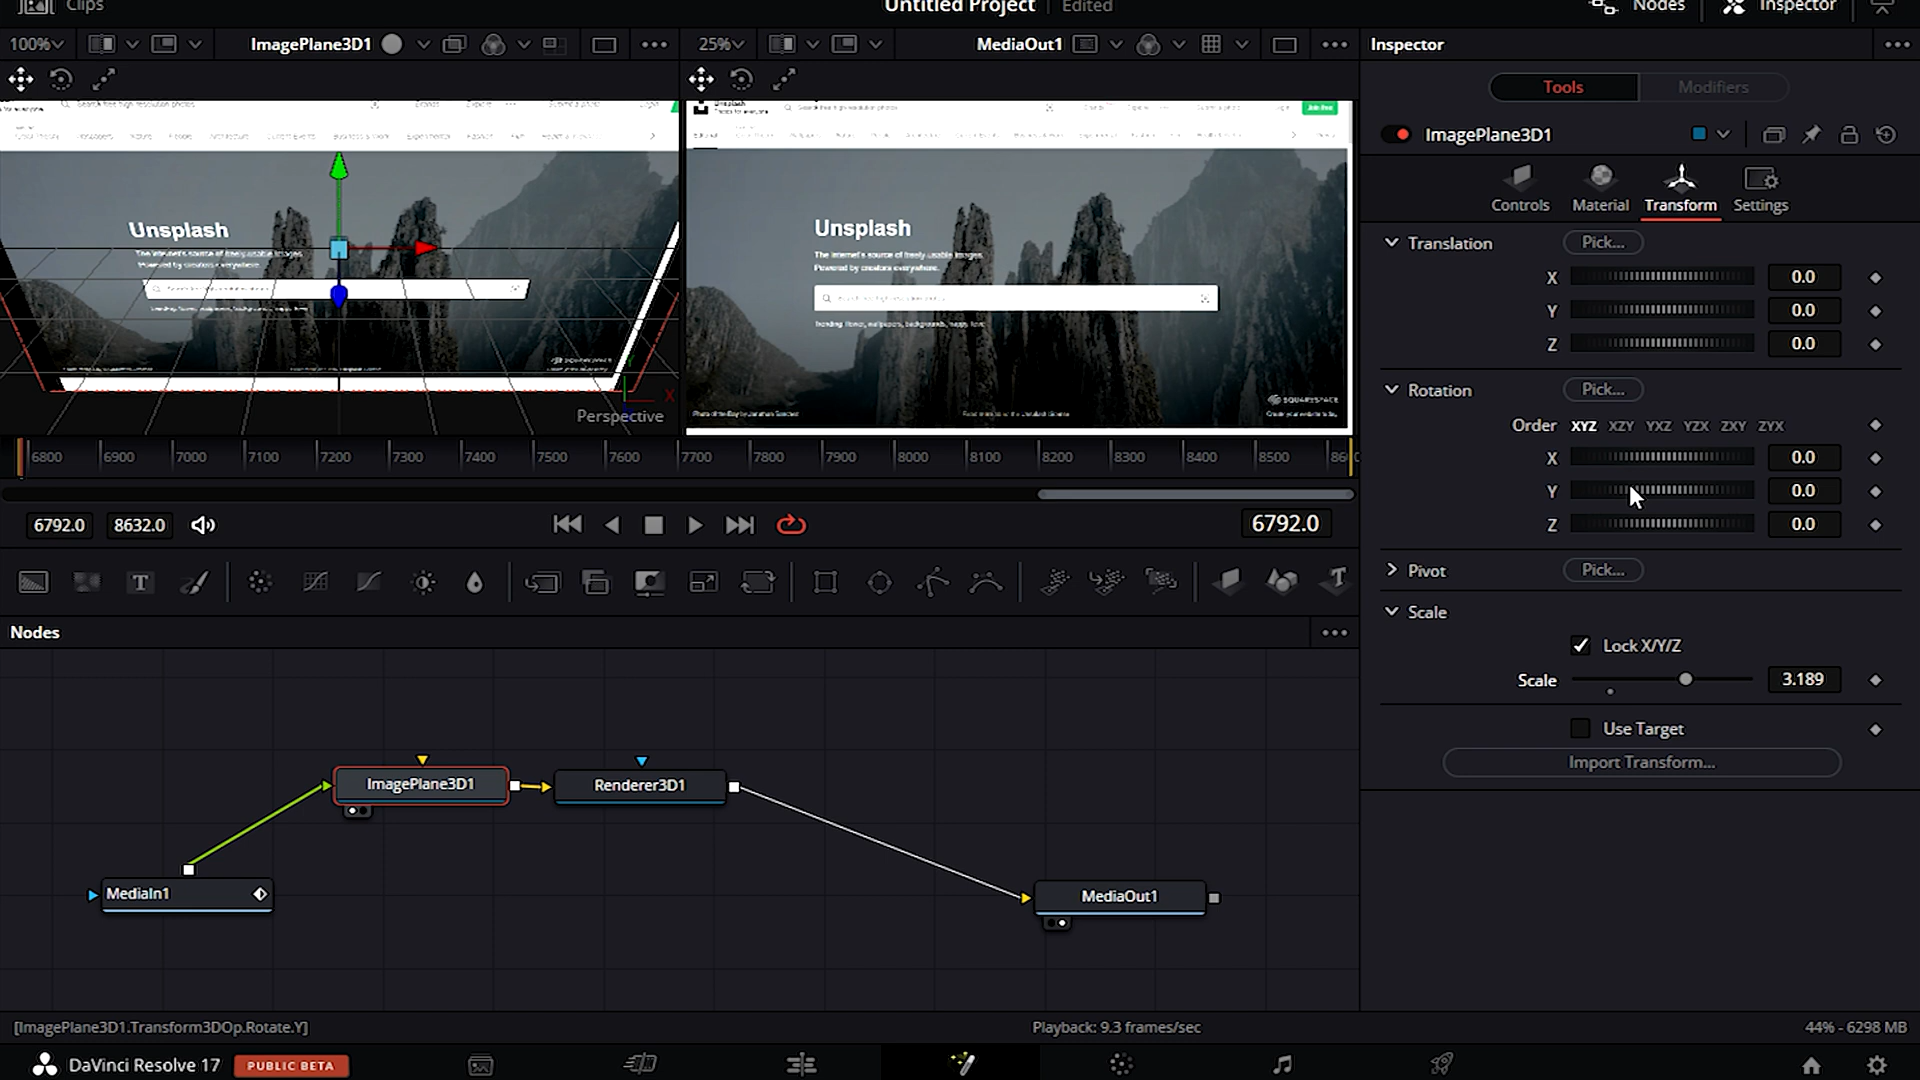 Clips
Untitled Project
Edited
Nodes
Inspector
100%
ImagePlane3D1
25%
MediaOut1
Inspector
Tools
Modifiers
ImagePlane3D1
Controls
Material
Transform
Settings
Unsplash
The internet's source of freely usable images.
Powered by creators everywhere.
Perspective
Unsplash
Join free
Unsplash
The internet's source of freely usable images.
Powered by creators everywhere.
SQUARESPACE
Translation
Pick...
X
0.0
Y
0.0
Z
0.0
Rotation
Pick...
Order
XYZ
XZY
YXZ
YZX
ZXY
ZYX
X
0.0
Y
0.0
Z
0.0
Pivot
Pick...
Scale
Lock X/Y/Z
Scale
3.189
Use Target
Import Transform...
6800
6900
7000
7100
7200
7300
7400
7500
7600
7700
7800
7900
8000
8100
8200
8300
8400
8500
6792.0
8632.0
6792.0
Nodes
ImagePlane3D1
Renderer3D1
MediaIn1
MediaOut1
[ImagePlane3D1.Transform3DOp.Rotate.Y]
Playback: 9.3 frames/sec
44% - 6298 MB
DaVinci Resolve 17
PUBLIC BETA